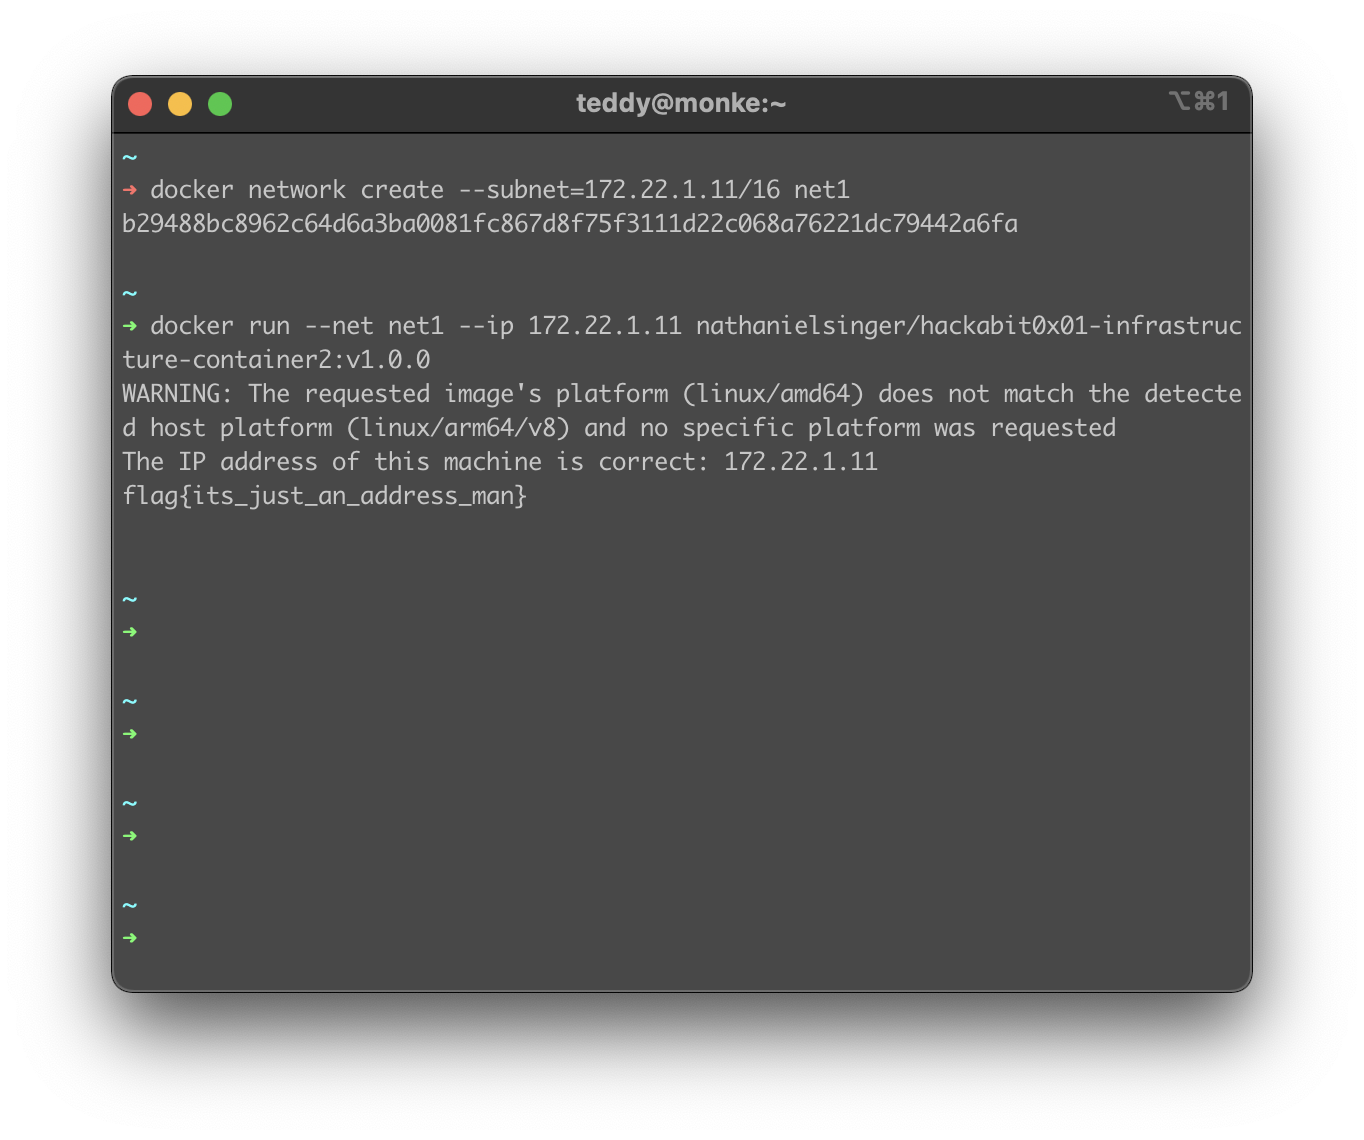 teddy@monke:~
⌥⌘1
~
➜ docker network create --subnet=172.22.1.11/16 net1
b29488bc8962c64d6a3ba0081fc867d8f75f3111d22c068a76221dc79442a6fa
~
➜ docker run --net net1 --ip 172.22.1.11 nathanielsinger/hackabit0x01-infrastruc
ture-container2:v1.0.0
WARNING: The requested image's platform (linux/amd64) does not match the detecte
d host platform (linux/arm64/v8) and no specific platform was requested
The IP address of this machine is correct: 172.22.1.11
flag{its_just_an_address_man}
~
➜
~
➜
~
➜
~
➜